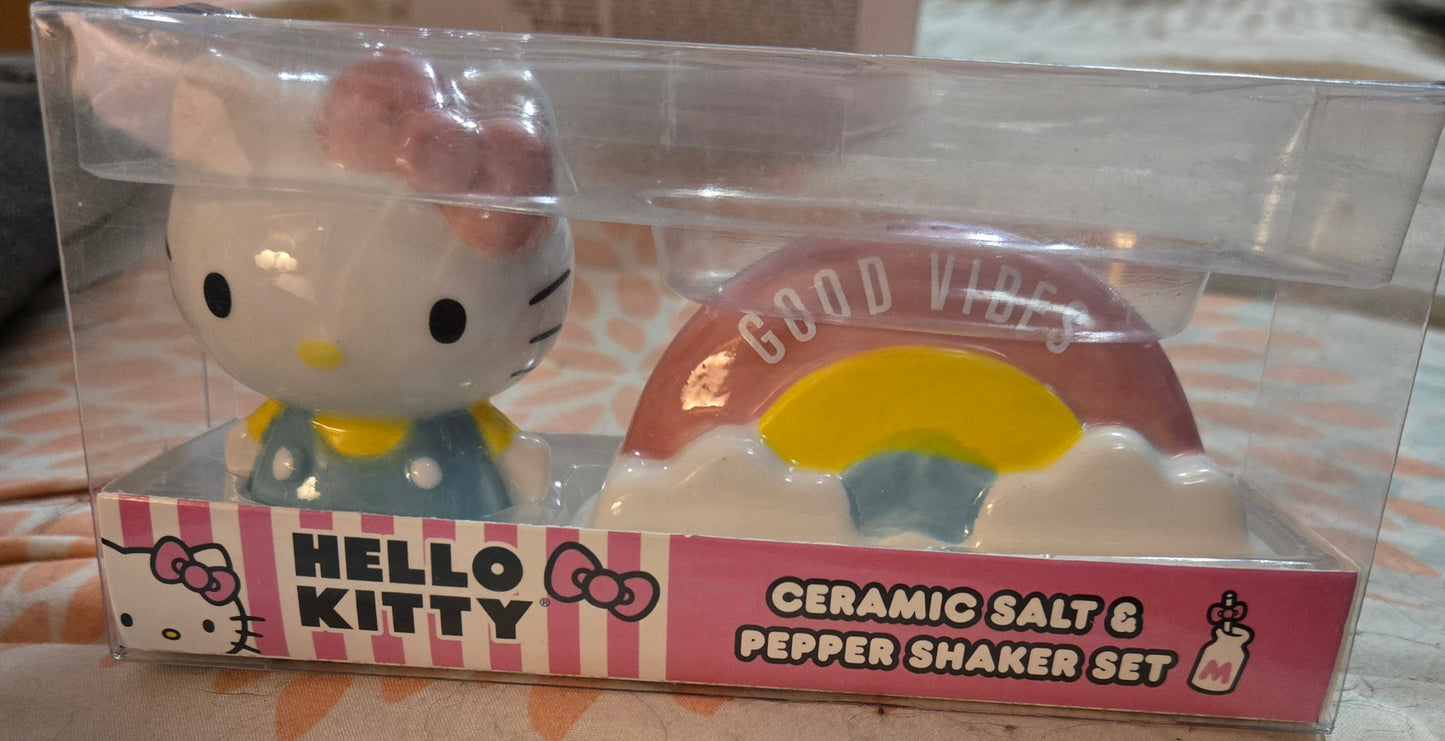 GOOD VIBES
HELLO
KITTY®
CERAMIC SALT &
PEPPER SHAKER SET
M